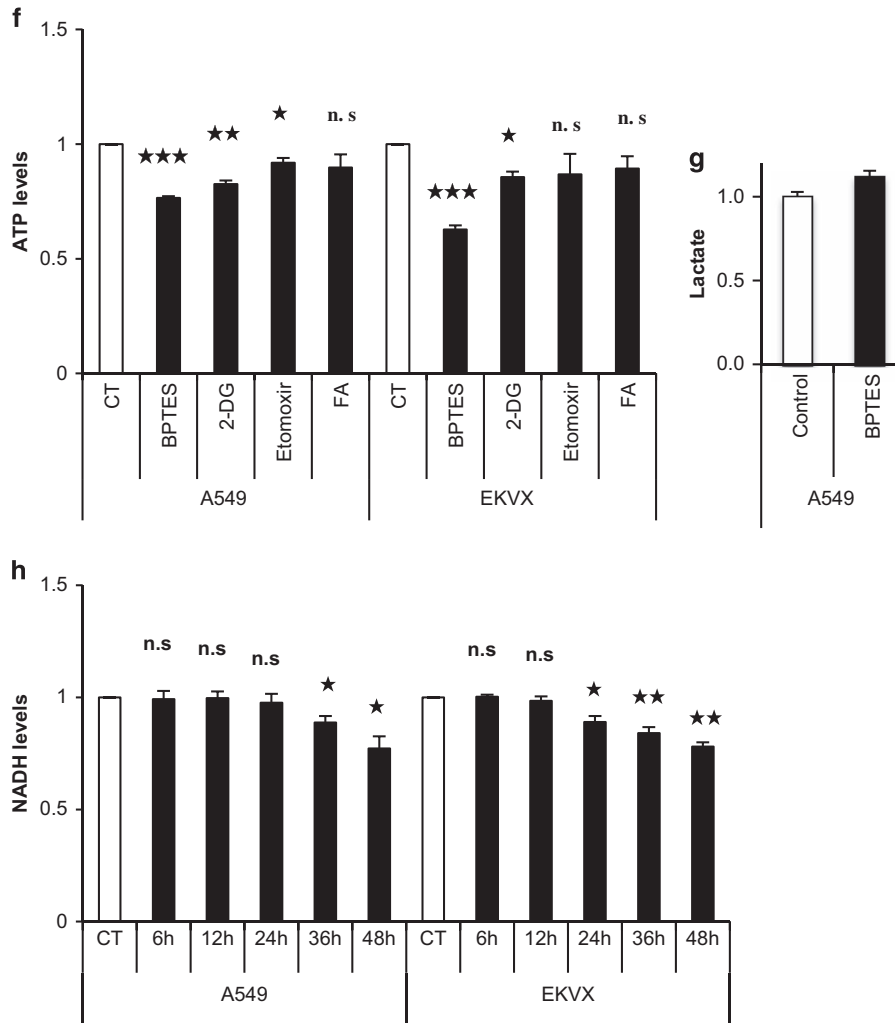 f
1.5
1
0.5
0
ATP levels
★★★
★★
★
n. s
★★★
★
n. s
n. s
CT
BPTES
2-DG
Etomoxir
FA
CT
BPTES
2-DG
Etomoxir
FA
A549
EKVX
g
1.0
0.5
0.0
Lactate
Control
BPTES
A549
h
1.5
1
0.5
0
NADH levels
n.s
n.s
n.s
★
★
n.s
n.s
★
★★
★★
CT 6h 12h 24h 36h 48h CT 6h 12h 24h 36h 48h
A549 EKVX